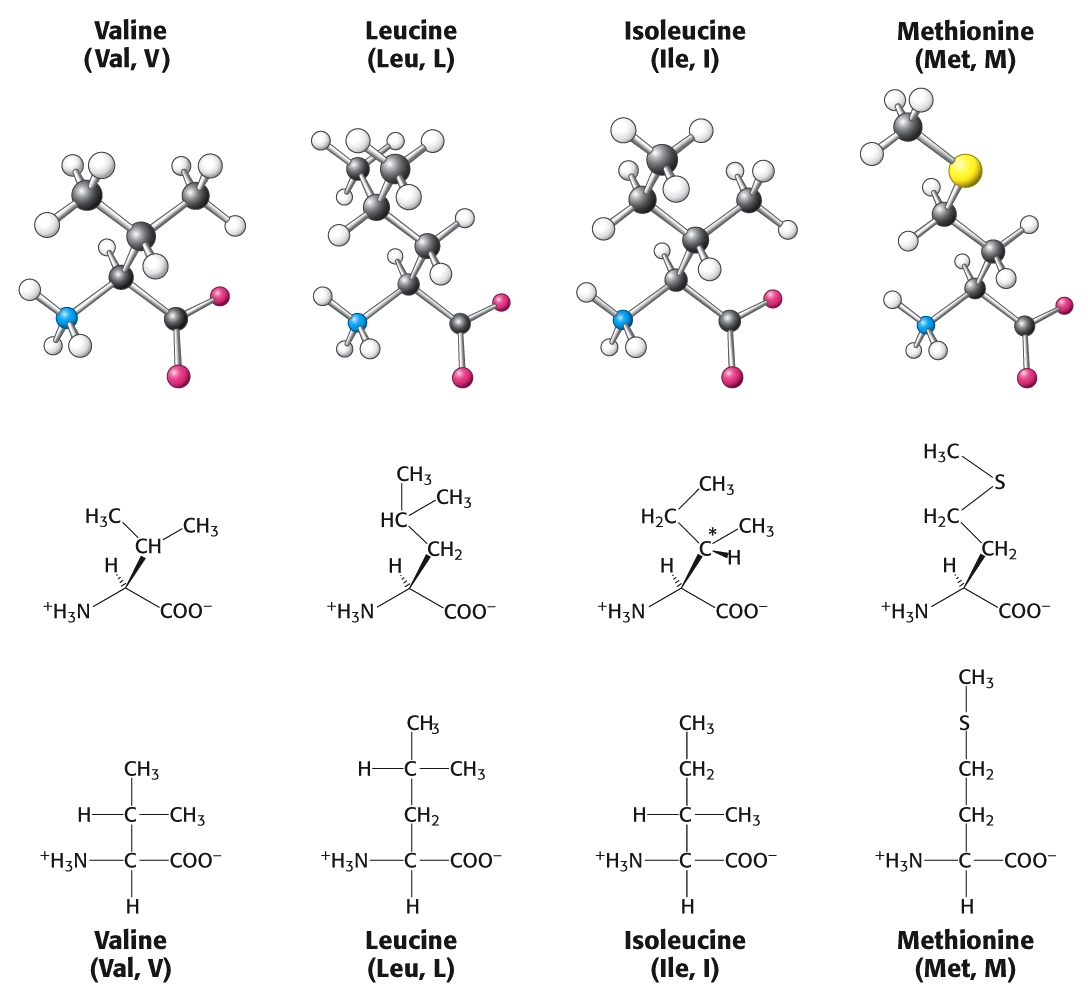 Valine Leucine Isoleucine Methionine
(Val, V) (Leu, L) (Ile, I) (Met, M)
H₃C
CH₃
S
CH₃
CH₃
H₃C CH₃ HC H₂C * CH₃ H₂C
CH CH₂ C H CH₂
H H H H
⁺H₃N COO⁻ ⁺H₃N COO⁻ ⁺H₃N COO⁻ ⁺H₃N COO⁻
CH₃
CH₃ CH₃ S
CH₃ H C CH₃ CH₂ CH₂
H C CH₃ CH₂ H C CH₃ CH₂
⁺H₃N C COO⁻ ⁺H₃N C COO⁻ ⁺H₃N C COO⁻ ⁺H₃N C COO⁻
H H H H
Valine Leucine Isoleucine Methionine
(Val, V) (Leu, L) (Ile, I) (Met, M)